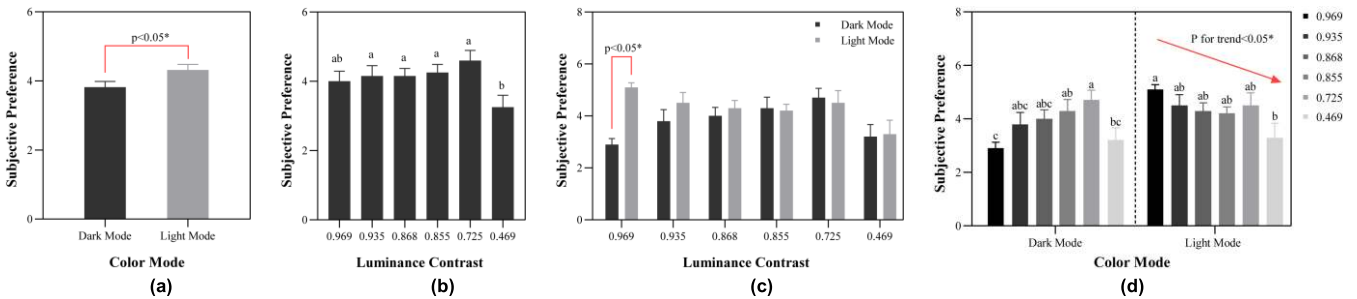 6
4
2
0
Subjective Preference
p<0.05*
Dark Mode
Light Mode
Color Mode
(a)
6
4
2
0
Subjective Preference
ab
a
a
a
a
b
0.969
0.935
0.868
0.855
0.725
0.469
Luminance Contrast
(b)
8
6
4
2
0
Subjective Preference
p<0.05*
Dark Mode
Light Mode
0.969
0.935
0.868
0.855
0.725
0.469
Luminance Contrast
(c)
8
6
4
2
0
Subjective Preference
c
abc
abc
ab
a
bc
P for trend<0.05*
a
ab
ab
ab
ab
b
Dark Mode
Light Mode
Color Mode
0.969
0.935
0.868
0.855
0.725
0.469
(d)